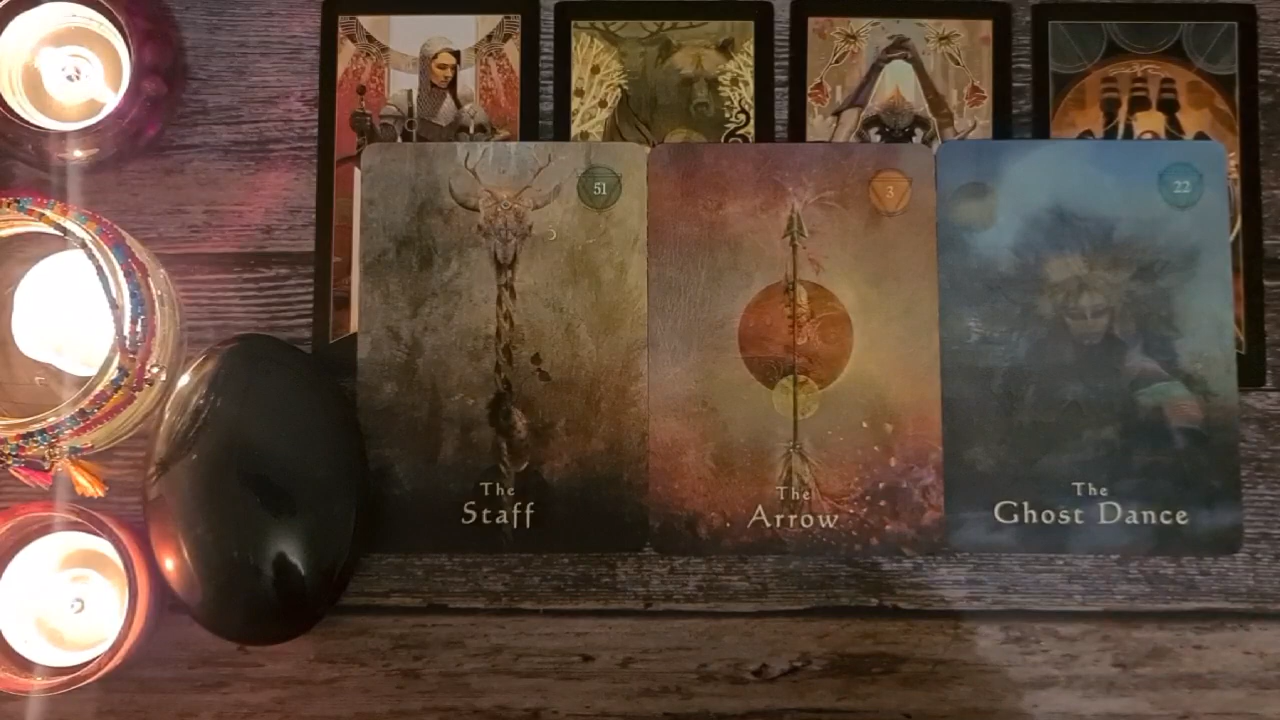 51
The
Staff
3
The
Arrow
22
The
Ghost Dance